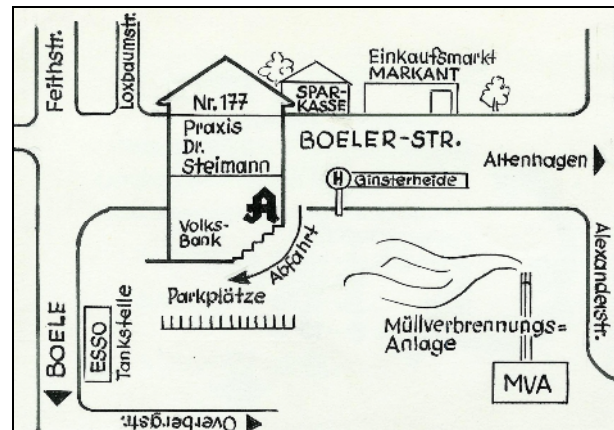 Feithstr.
Loxbaumstr.
Nr. 177
Praxis
Dr.
Steimann
Volks-
Bank
A
SPAR-
KASSE
Einkaufsmarkt
MARKANT
BOELER-STR.
Altenhagen
H Ginsterheide
Abfahrt
Parkplätze
Alexanderstr.
Müllverbrennungs=
Anlage
MVA
BOELE
ESSO
Tankstelle
Overbergstr.